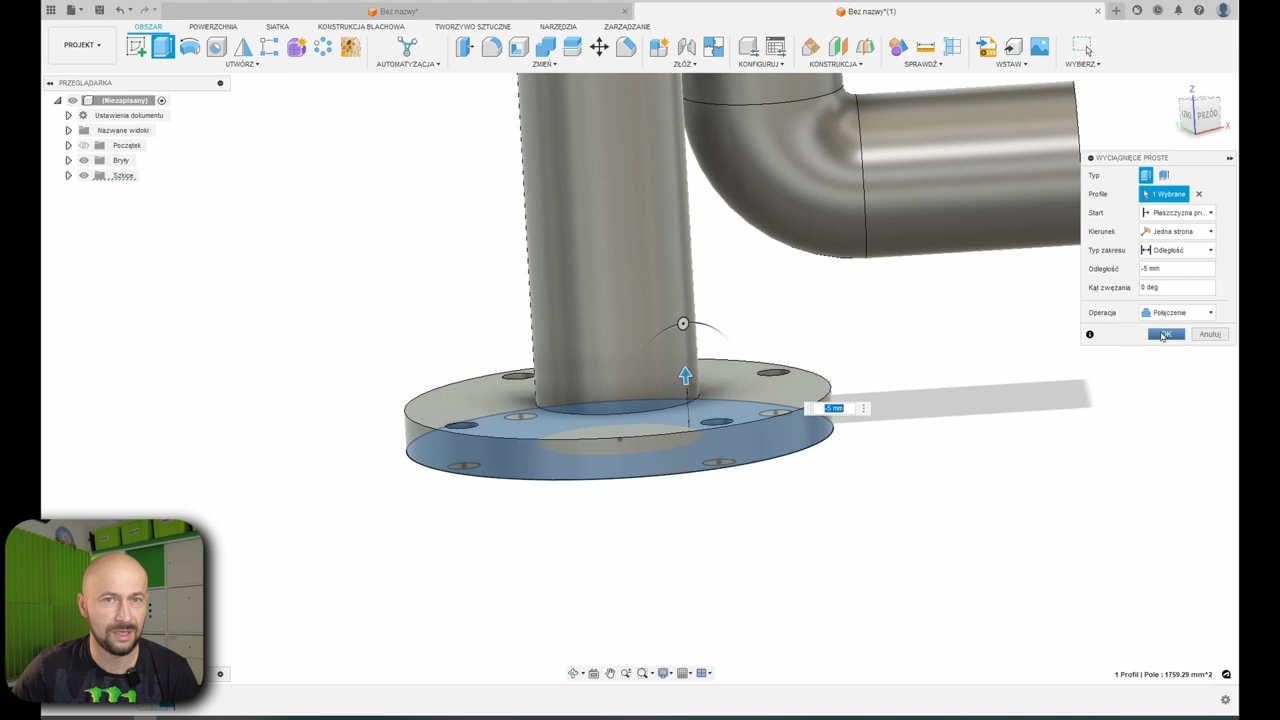 Bez nazwy*
Bez nazwy*(1)
PROJEKT
OBSZAR
POWIERZCHNIA
SIATKA
KONSTRUKCJA BLACHOWA
TWORZYWO SZTUCZNE
NARZĘDZIA
ZARZĄDZANIE
UTWÓRZ
AUTOMATYZACJA
ZMIEŃ
ZŁÓŻ
KONFIGURUJ
KONSTRUKCJA
SPRAWDŹ
WSTAW
WYBIERZ
PRZEGLĄDARKA
(Niezapisany)
Ustawienia dokumentu
Nazwane widoki
Początek
Bryły
Szkice
Z
PRZÓD
X
WYCIĄGNIĘCIE PROSTE
Typ
Profile 1 Wybrane
Start Płaszczyzna pr...
Kierunek Jedna strona
Typ zakresu Odległość
Odległość -5 mm
Kąt zwężania 0 deg
Operacja Połączenie
OK Anuluj
-5 mm
1 Profil | Pole : 1759.29 mm^2